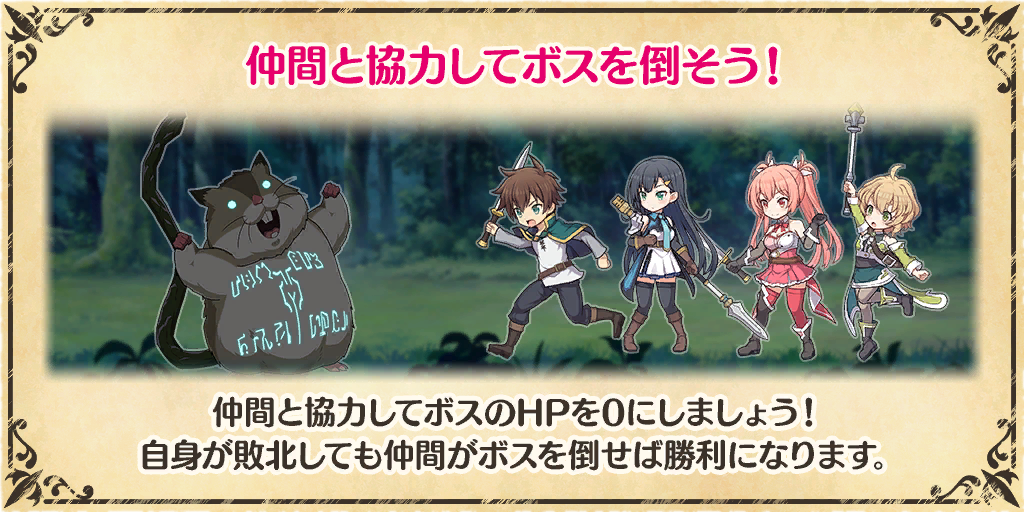 仲間と協力してボスを倒そう！
仲間と協力してボスのHPを0にしましょう！
自身が敗北しても仲間がボスを倒せば勝利になります。